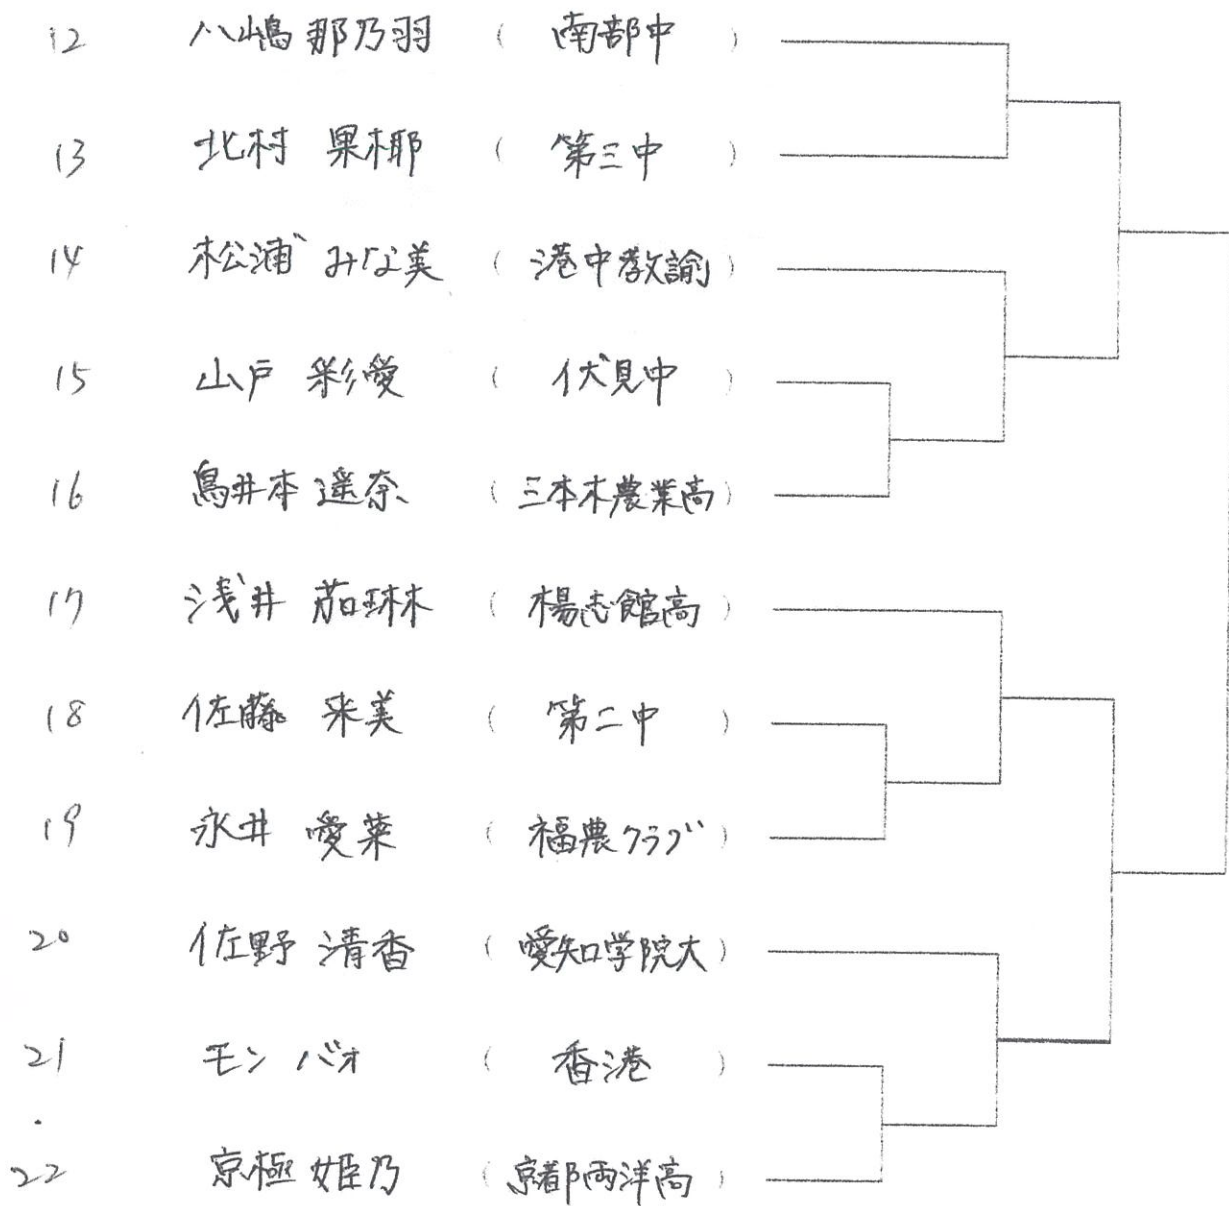 12 八嶋 那乃羽 ( 南部中 )
13 北村 果椰 ( 第三中 )
14 松浦 みな美 ( 港中教諭 )
15 山戸 彩愛 ( 伏見中 )
16 鳥井本 遥奈 ( 三本木農業高 )
17 浅井 茄琳 ( 楊志館高 )
18 佐藤 来美 ( 第二中 )
19 永井 愛菜 ( 福農クラブ )
20 佐野 清香 ( 愛知学院大 )
21 モン バオ ( 香港 )
22 京極 姫乃 ( 京都両洋高 )